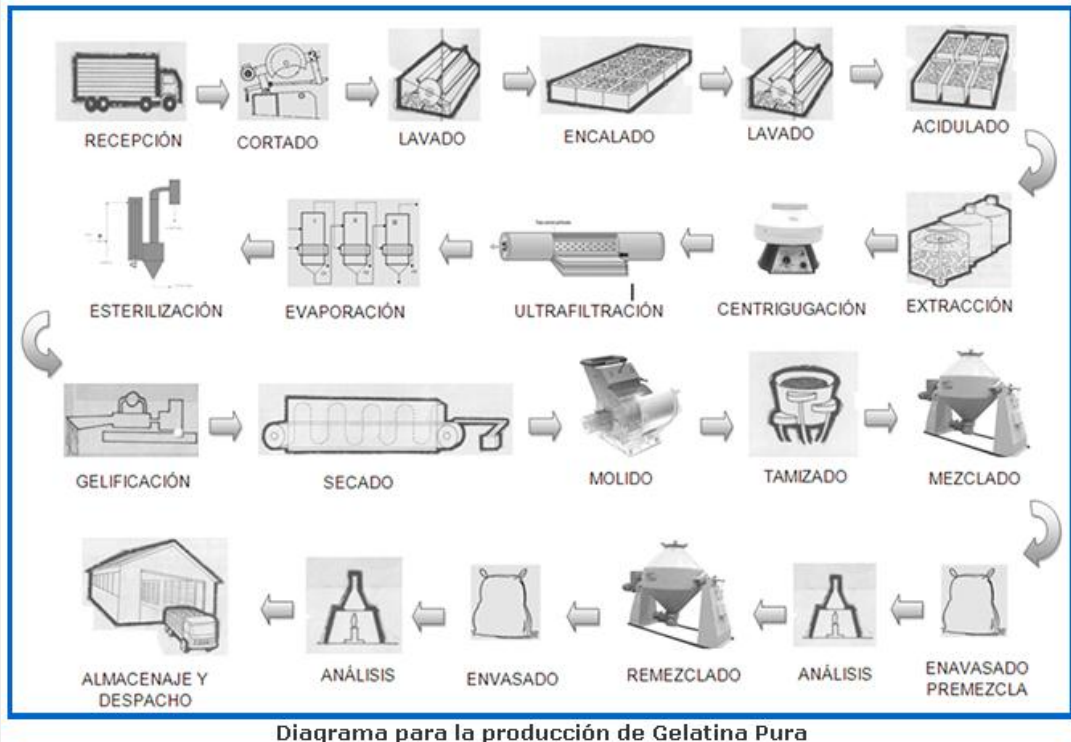 RECEPCIÓN
CORTADO
LAVADO
ENCALADO
LAVADO
ACIDULADO
EXTRACCIÓN
CENTRIGUGACIÓN
ULTRAFILTRACIÓN
EVAPORACIÓN
ESTERILIZACIÓN
GELIFICACIÓN
SECADO
MOLIDO
TAMIZADO
MEZCLADO
ENAVASADO
PREMEZCLA
ANÁLISIS
REMEZCLADO
ENVASADO
ANÁLISIS
ALMACENAJE Y
DESPACHO
Diagrama para la producción de Gelatina Pura